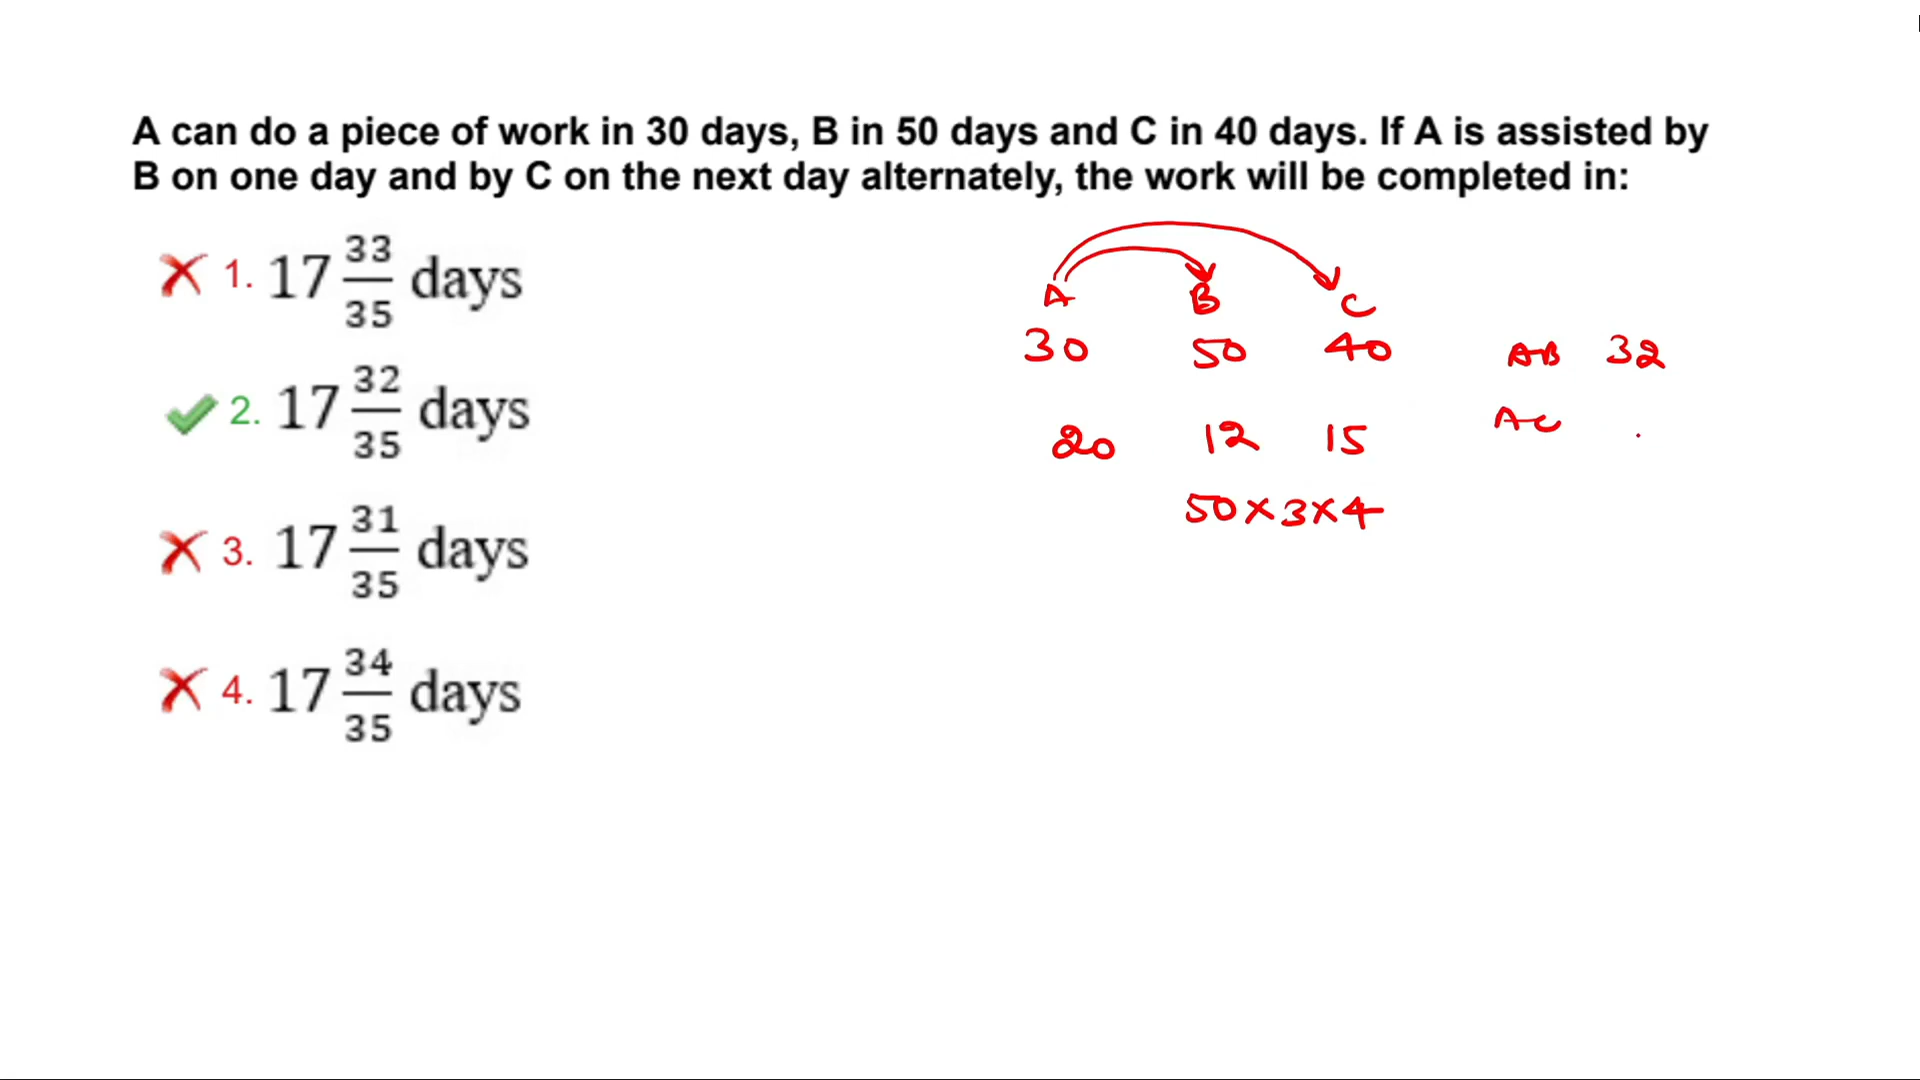 A can do a piece of work in 30 days, B in 50 days and C in 40 days. If A is assisted by
B on one day and by C on the next day alternately, the work will be completed in:
1. 17 33/35 days
2. 17 32/35 days
3. 17 31/35 days
4. 17 34/35 days
A B C
30 50 40 AB 32
20 12 15 AC
50×3×4